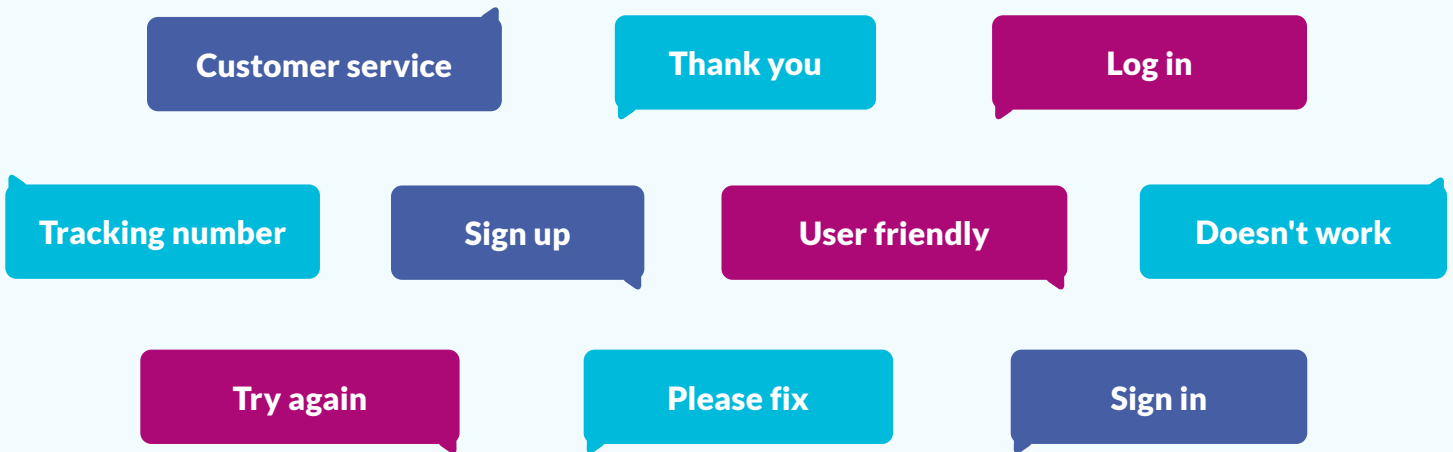 Customer service
Thank you
Log in
Tracking number
Sign up
User friendly
Doesn't work
Try again
Please fix
Sign in